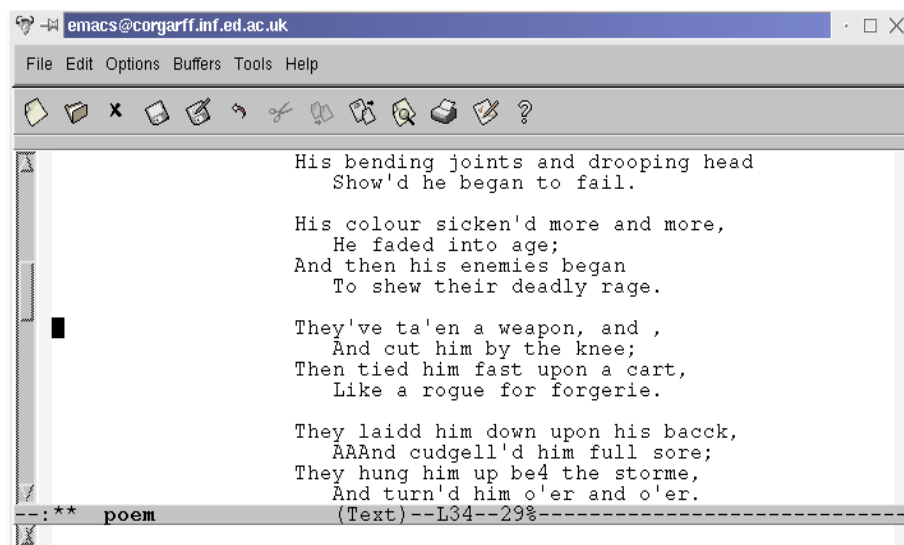 emacs@corgarff.inf.ed.ac.uk
File Edit Options Buffers Tools Help
His bending joints and drooping head
Show'd he began to fail.
His colour sicken'd more and more,
He faded into age;
And then his enemies began
To shew their deadly rage.
They've ta'en a weapon, and ,
And cut him by the knee;
Then tied him fast upon a cart,
Like a rogue for forgerie.
They laidd him down upon his bacck,
AAAnd cudgell'd him full sore;
They hung him up be4 the storme,
And turn'd him o'er and o'er.
--:** poem (Text)--L34--29%--------------------------------